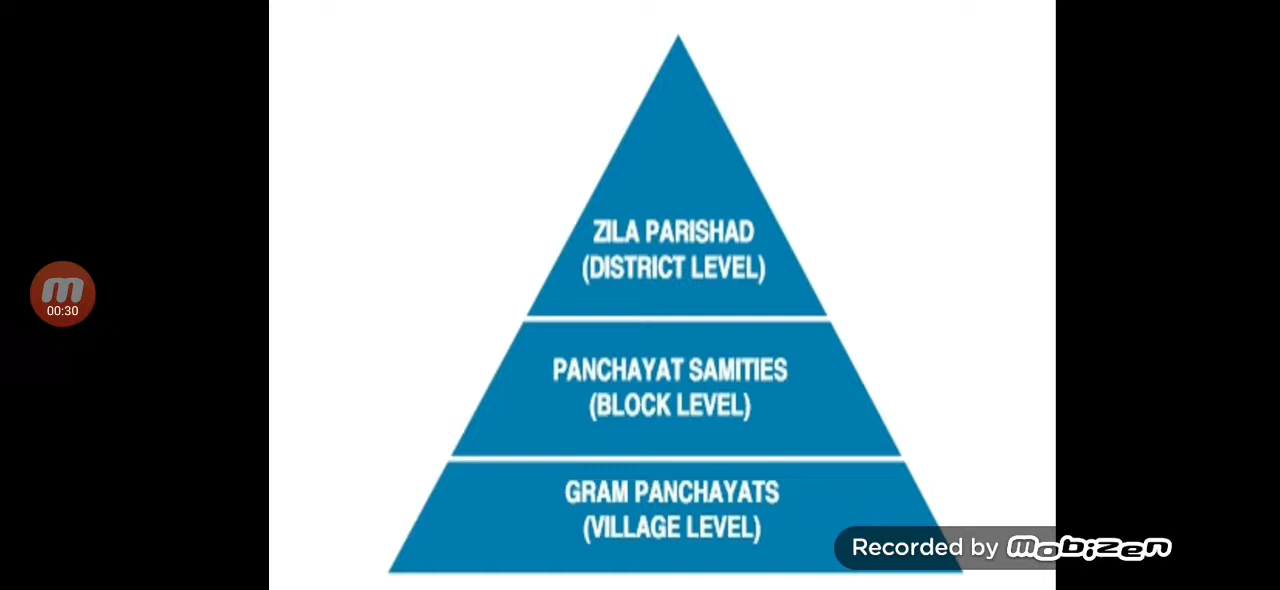 ZILA PARISHAD
(DISTRICT LEVEL)
00:30
PANCHAYAT SAMITIES
(BLOCK LEVEL)
GRAM PANCHAYATS
(VILLAGE LEVEL)
Recorded by Mobizen